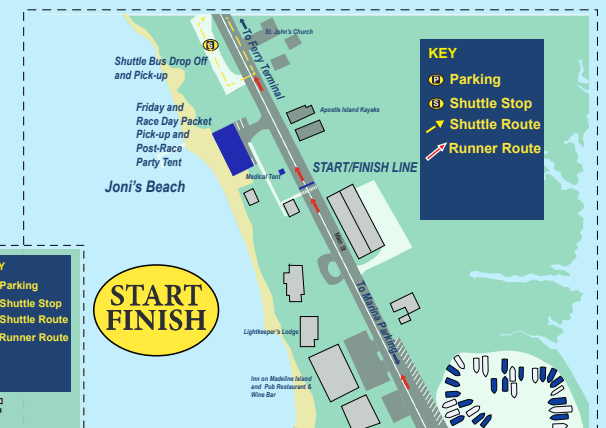 St. John's Church
To Ferry Terminal
S
Shuttle Bus Drop Off
and Pick-up
KEY
P Parking
S Shuttle Stop
Shuttle Route
Runner Route
Friday and
Race Day Packet
Pick-up and
Post-Race
Party Tent
Apostle Island Kayaks
START/FINISH LINE
Medical Tent
Joni's Beach
Main St
Y
Parking
Shuttle Stop
Shuttle Route
Runner Route
START
FINISH
To Marina Parking
Lightkeeper's Lodge
Inn on Madeline Island
and Pub Restaurant &
Wine Bar